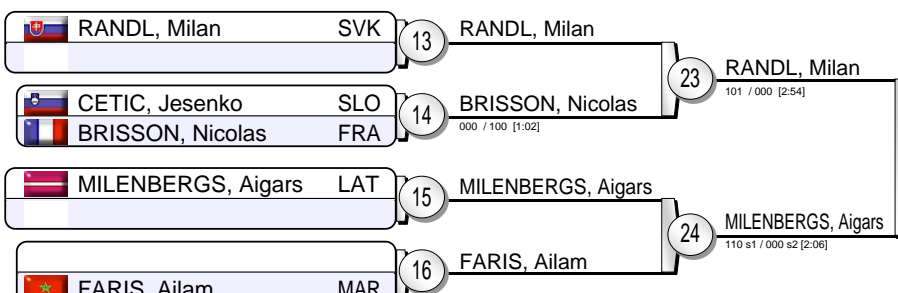 RANDL, Milan SVK
13
RANDL, Milan
23
RANDL, Milan
101 / 000 [2:54]
CETIC, Jesenko SLO
BRISSON, Nicolas FRA
14
BRISSON, Nicolas
000 / 100 [1:02]
MILENBERGS, Aigars LAT
15
MILENBERGS, Aigars
24
MILENBERGS, Aigars
110 s1 / 000 s2 [2:06]
FARIS, Ailam MAR
16
FARIS, Ailam